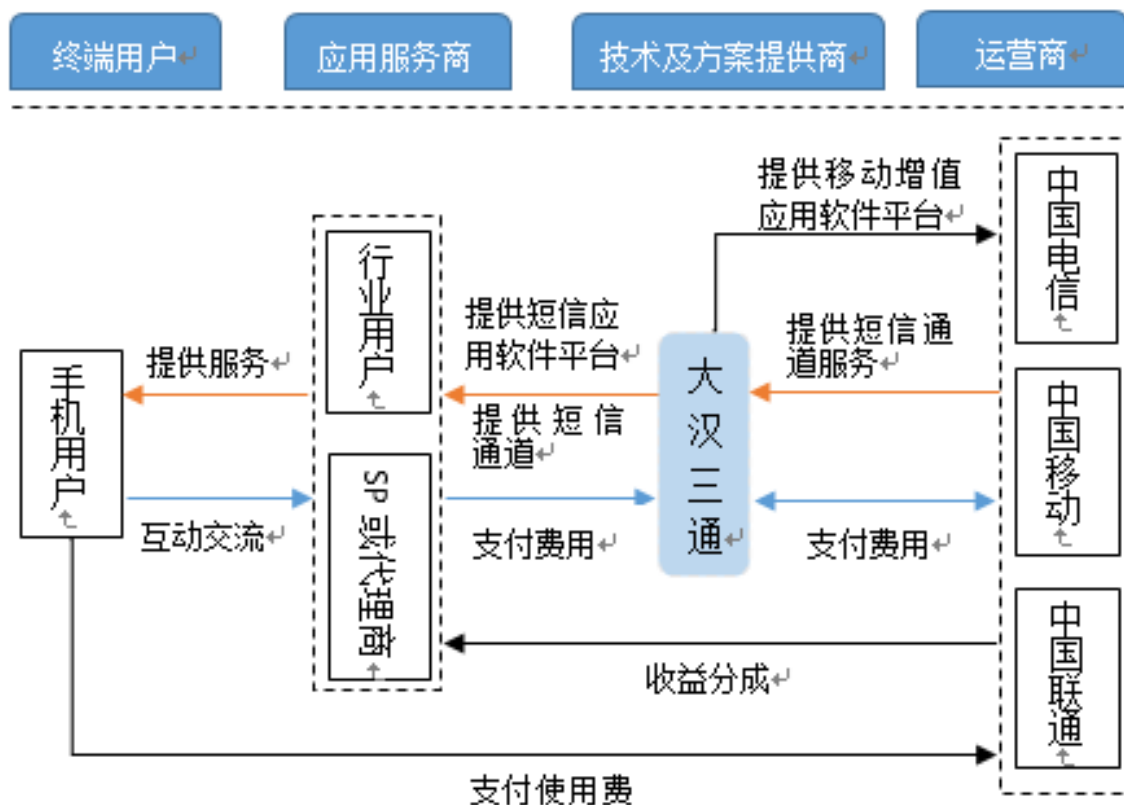 终端用户
应用服务商
技术及方案提供商
运营商
提供移动增值
应用软件平台
中国电信
行业用户
提供短信应
用软件平台
提供短信通
道服务
提供服务
手机用户
大汉三通
提供短信
通道
中国移动
SP或代理商
互动交流
支付费用
支付费用
中国联通
收益分成
支付使用费